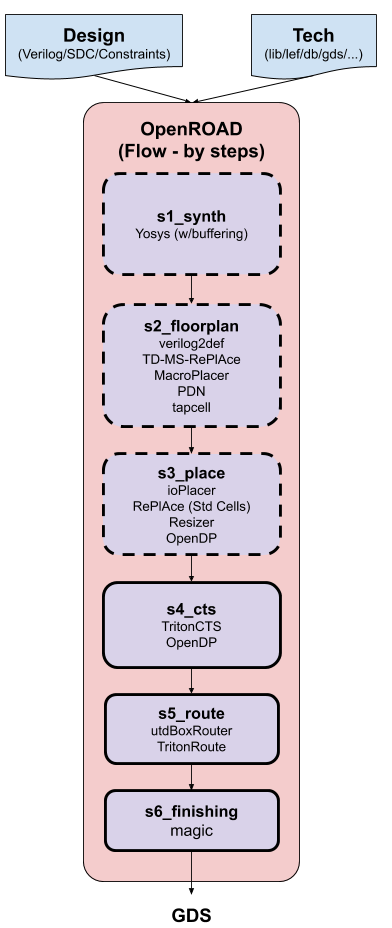 Design
(Verilog/SDC/Constraints)
Tech
(lib/lef/db/gds/...)
OpenROAD
(Flow - by steps)
s1_synth
Yosys (w/buffering)
s2_floorplan
verilog2def
TD-MS-RePlAce
MacroPlacer
PDN
tapcell
s3_place
ioPlacer
RePlAce (Std Cells)
Resizer
OpenDP
s4_cts
TritonCTS
OpenDP
s5_route
utdBoxRouter
TritonRoute
s6_finishing
magic
GDS